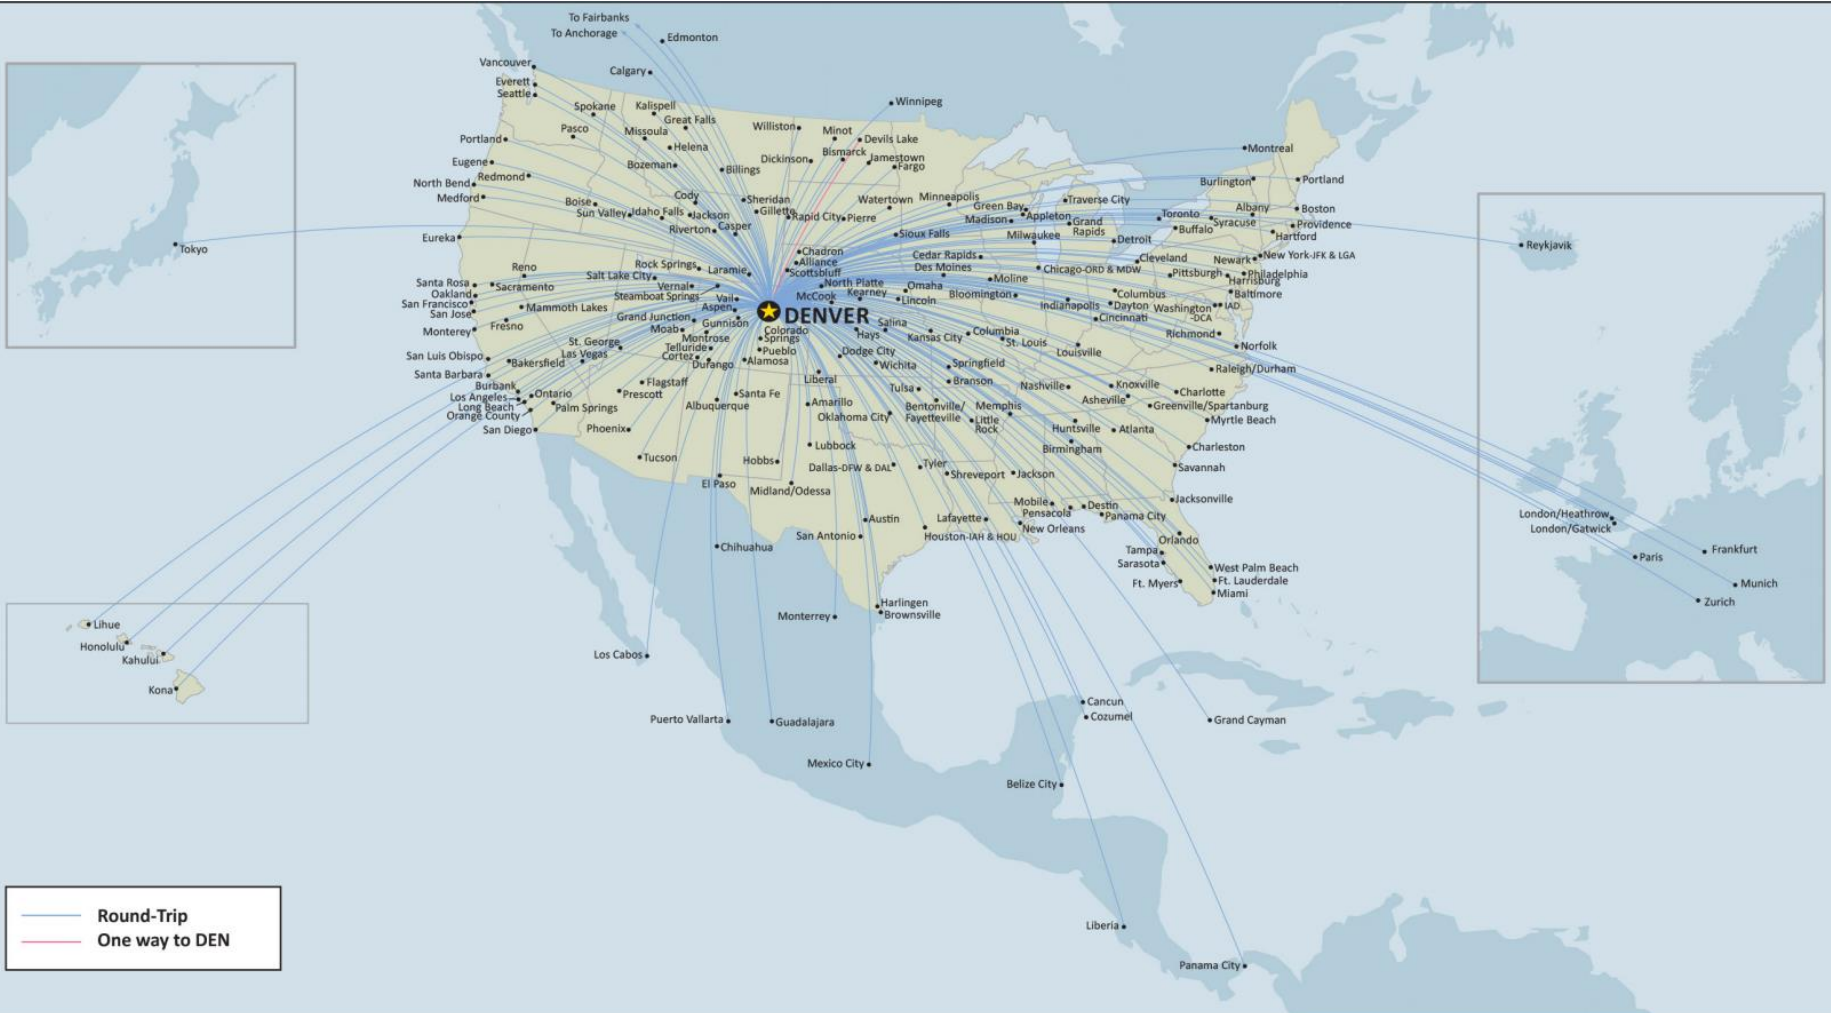 To Fairbanks
To Anchorage
Edmonton
Calgary
Vancouver
Everett
Seattle
Spokane
Kalispell
Great Falls
Winnipeg
Williston
Minot
Devils Lake
Pasco
Missoula
Helena
Portland
Bismarck
Jamestown
Dickinson
Fargo
Bozeman
Billings
Montreal
Eugene
Redmond
North Bend
Medford
Burlington
Portland
Cody
Sheridan
Boise
Sun Valley
Idaho Falls
Jackson
Gillette
Rapid City
Pierre
Watertown
Minneapolis
Green Bay
Traverse City
Madison
Appleton
Grand
Rapids
Toronto
Albany
Boston
Syracuse
Buffalo
Providence
Hartford
Riverton
Casper
Sioux Falls
Milwaukee
Detroit
Eureka
Tokyo
Reykjavik
Chadron
Alliance
Scottsbluff
Cedar Rapids
Des Moines
Cleveland
Newark
New York-JFK & LGA
Reno
Rock Springs
Laramie
Salt Lake City
Vernal
Steamboat Springs
Vail
Aspen
North Platte
McCook
Kearney
Omaha
Lincoln
Moline
Chicago-ORD & MDW
Bloomington
Pittsburgh
Philadelphia
Harrisburg
Baltimore
Santa Rosa
Sacramento
Oakland
San Francisco
San Jose
Mammoth Lakes
Monterey
Fresno
Grand Junction
Gunnison
Moab
Montrose
Telluride
Cortez
Durango
DENVER
Colorado
Springs
Pueblo
Alamosa
Salina
Hays
Kansas City
Columbia
St. Louis
Indianapolis
Columbus
Dayton
Cincinnati
Washington
-DCA
IAD
Richmond
Norfolk
Louisville
St. George
Las Vegas
San Luis Obispo
Bakersfield
Santa Barbara
Dodge City
Wichita
Springfield
Branson
Liberal
Tulsa
Raleigh/Durham
Burbank
Los Angeles
Long Beach
Orange County
Ontario
Palm Springs
San Diego
Flagstaff
Prescott
Phoenix
Tucson
Santa Fe
Albuquerque
Amarillo
Oklahoma City
Bentonville/
Fayetteville
Memphis
Little
Rock
Nashville
Knoxville
Asheville
Charlotte
Greenville/Spartanburg
Myrtle Beach
Huntsville
Atlanta
Birmingham
Charleston
Savannah
Lubbock
Hobbs
Dallas-DFW & DAL
Tyler
Shreveport
Jackson
El Paso
Midland/Odessa
Jacksonville
Mobile
Pensacola
Destin
Panama City
Austin
San Antonio
Lafayette
New Orleans
Houston-IAH & HOU
Orlando
Tampa
Sarasota
Ft. Myers
West Palm Beach
Ft. Lauderdale
Miami
Chihuahua
London/Heathrow
London/Gatwick
Paris
Frankfurt
Munich
Zurich
Harlingen
Brownsville
Monterrey
Lihue
Honolulu
Kahului
Kona
Los Cabos
Puerto Vallarta
Guadalajara
Mexico City
Cancun
Cozumel
Grand Cayman
Belize City
Liberia
Panama City
Round-Trip
One way to DEN